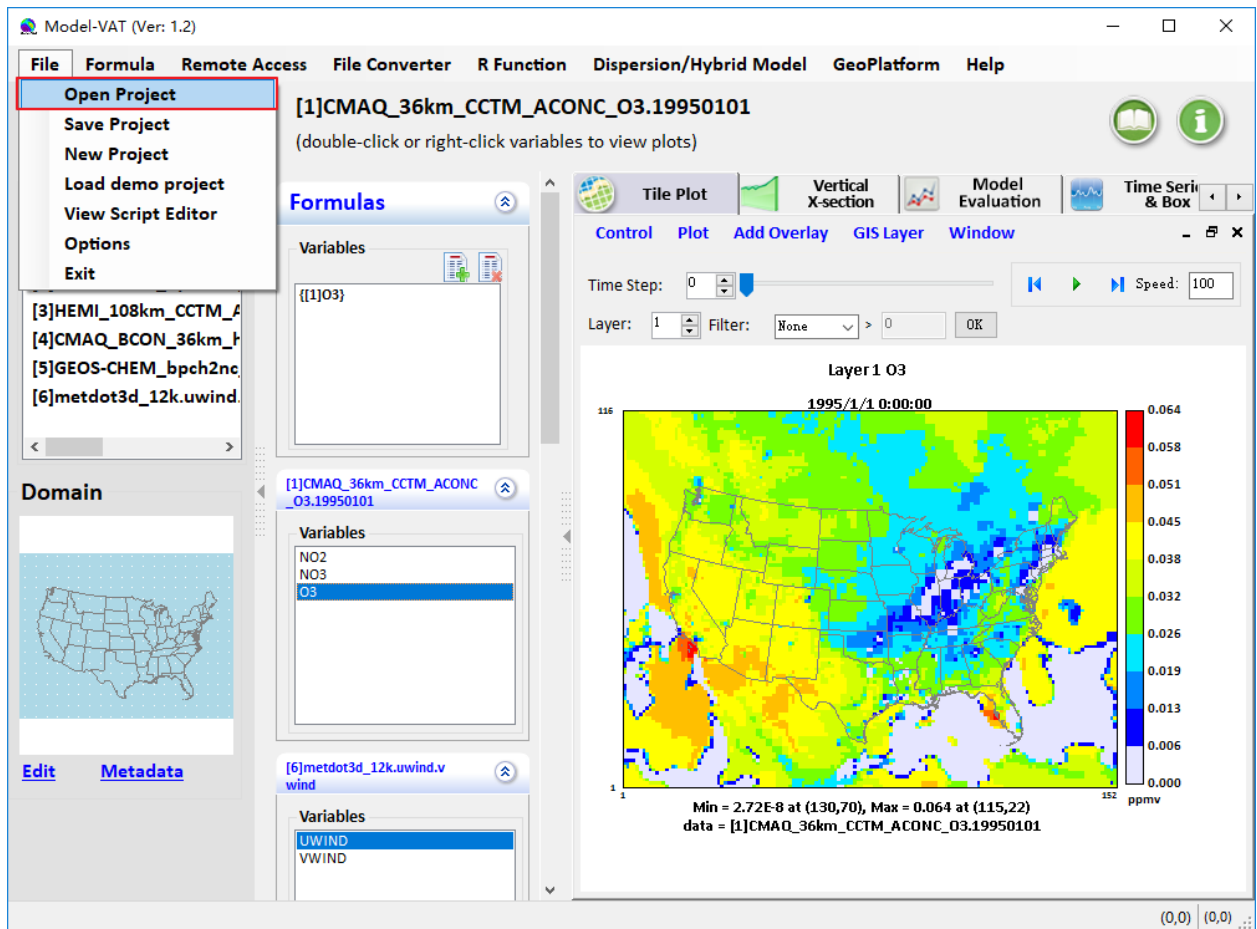 Model-VAT (Ver: 1.2)
File Formula Remote Access File Converter R Function Dispersion/Hybrid Model GeoPlatform Help
Open Project
Save Project
New Project
Load demo project
View Script Editor
Options
Exit
[1]CMAQ_36km_CCTM_ACONC_O3.19950101
(double-click or right-click variables to view plots)
[3]HEMI_108km_CCTM_A
[4]CMAQ_BCON_36km_h
[5]GEOS-CHEM_bpch2nc
[6]metdot3d_12k.uwind.
Domain
Edit Metadata
Formulas
Variables
{[1]O3}
[1]CMAQ_36km_CCTM_ACONC
_O3.19950101
Variables
NO2
NO3
O3
[6]metdot3d_12k.uwind.v
wind
Variables
UWIND
VWIND
Tile Plot
Vertical
X-section
Model
Evaluation
Time Seri
& Box
Control Plot Add Overlay GIS Layer Window
Time Step: 0
Speed: 100
Layer: 1 Filter: None > 0 OK
Layer 1 O3
1995/1/1 0:00:00
116
1
1
152
0.064
0.058
0.051
0.045
0.038
0.032
0.026
0.019
0.013
0.006
0.000
ppmv
Min = 2.72E-8 at (130,70), Max = 0.064 at (115,22)
data = [1]CMAQ_36km_CCTM_ACONC_O3.19950101
(0,0) (0,0)